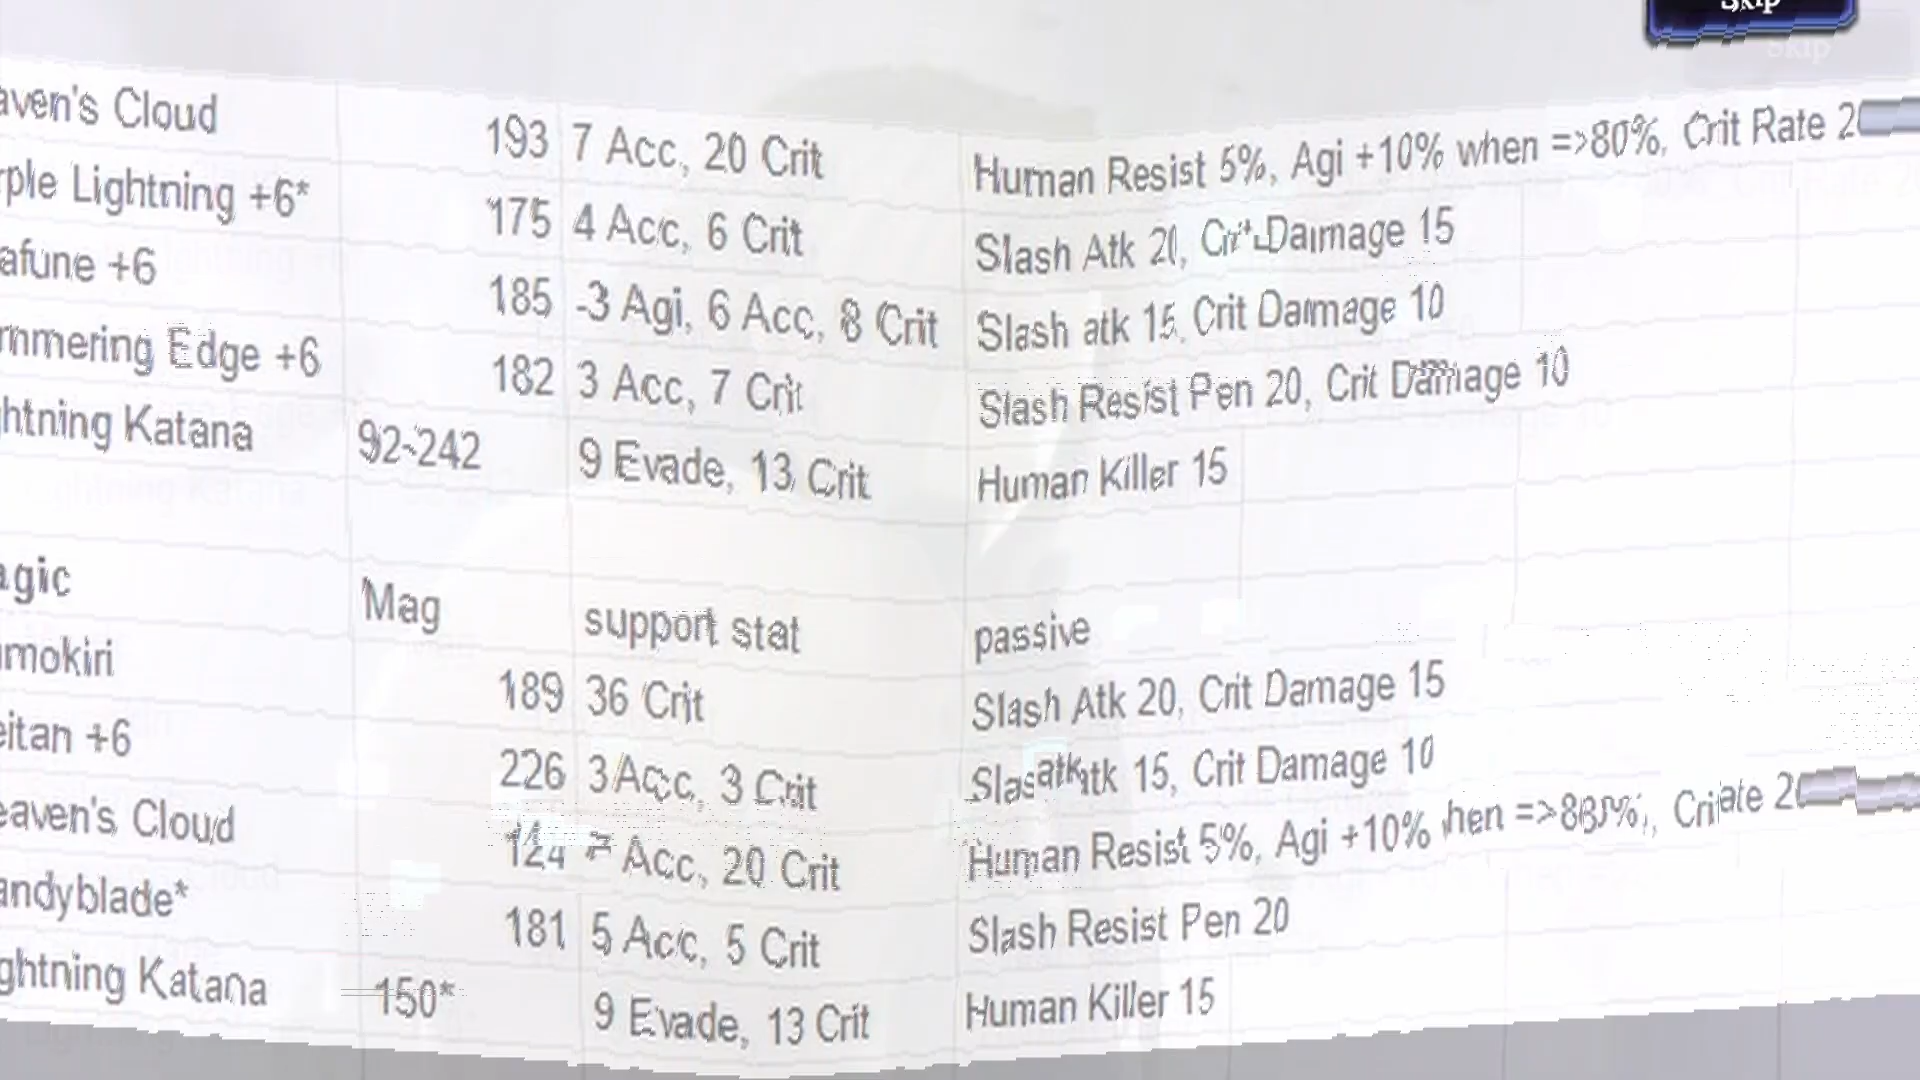 Skip
Skip
aven's Cloud 193 7 Acc, 20 Crit Human Resist 5%, Agi +10% when =>80%, Crit Rate 20
rple Lightning +6* 175 4 Acc, 6 Crit Slash Atk 20, Crit Damage 15
afune +6 185 -3 Agi, 6 Acc, 8 Crit Slash atk 15, Crit Damage 10
mmering Edge +6 182 3 Acc, 7 Crit Slash Resist Pen 20, Crit Damage 10
htning Katana 92-242 9 Evade, 13 Crit Human Killer 15
agic Mag support stat passive
mokiri 189 36 Crit Slash Atk 20, Crit Damage 15
eitan +6 226 3 Acc, 3 Crit 15, Crit Damage 10
eaven's Cloud 124 Acc, 20 Crit Human Resist 5%, Agi +10% hen
andyblade* 181 5 Acc, 5 Crit Slash Resist Pen 20
ghtning Katana 150* 9 Evade, 13 Crit Human Killer 15